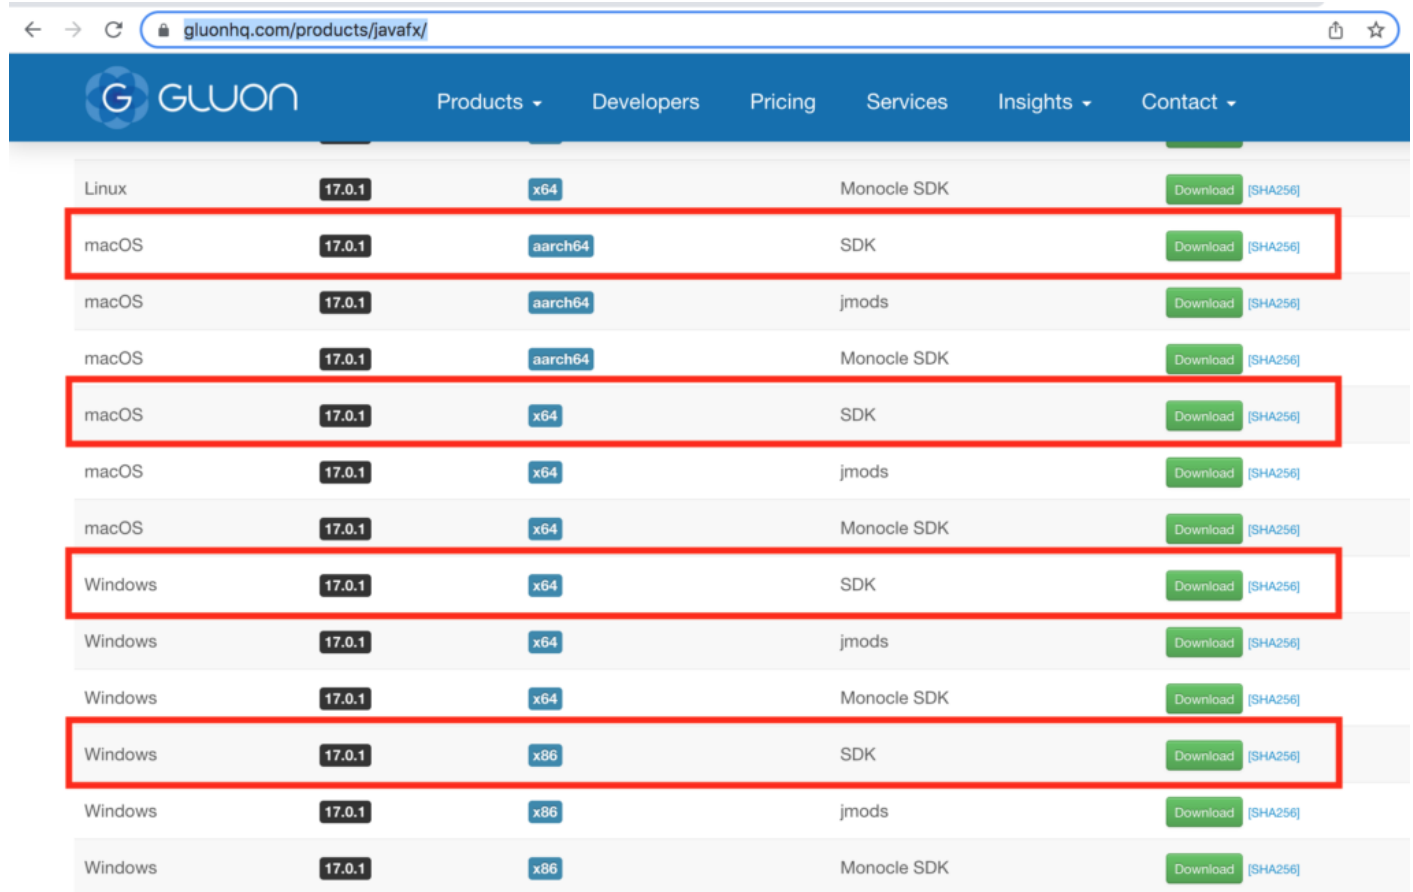 gluonhq.com/products/javafx/
G GLUON Products Developers Pricing Services Insights Contact
Linux 17.0.1 x64 Monocle SDK Download [SHA256]
macOS 17.0.1 aarch64 SDK Download [SHA256]
macOS 17.0.1 aarch64 jmods Download [SHA256]
macOS 17.0.1 aarch64 Monocle SDK Download [SHA256]
macOS 17.0.1 x64 SDK Download [SHA256]
macOS 17.0.1 x64 jmods Download [SHA256]
macOS 17.0.1 x64 Monocle SDK Download [SHA256]
Windows 17.0.1 x64 SDK Download [SHA256]
Windows 17.0.1 x64 jmods Download [SHA256]
Windows 17.0.1 x64 Monocle SDK Download [SHA256]
Windows 17.0.1 x86 SDK Download [SHA256]
Windows 17.0.1 x86 jmods Download [SHA256]
Windows 17.0.1 x86 Monocle SDK Download [SHA256]